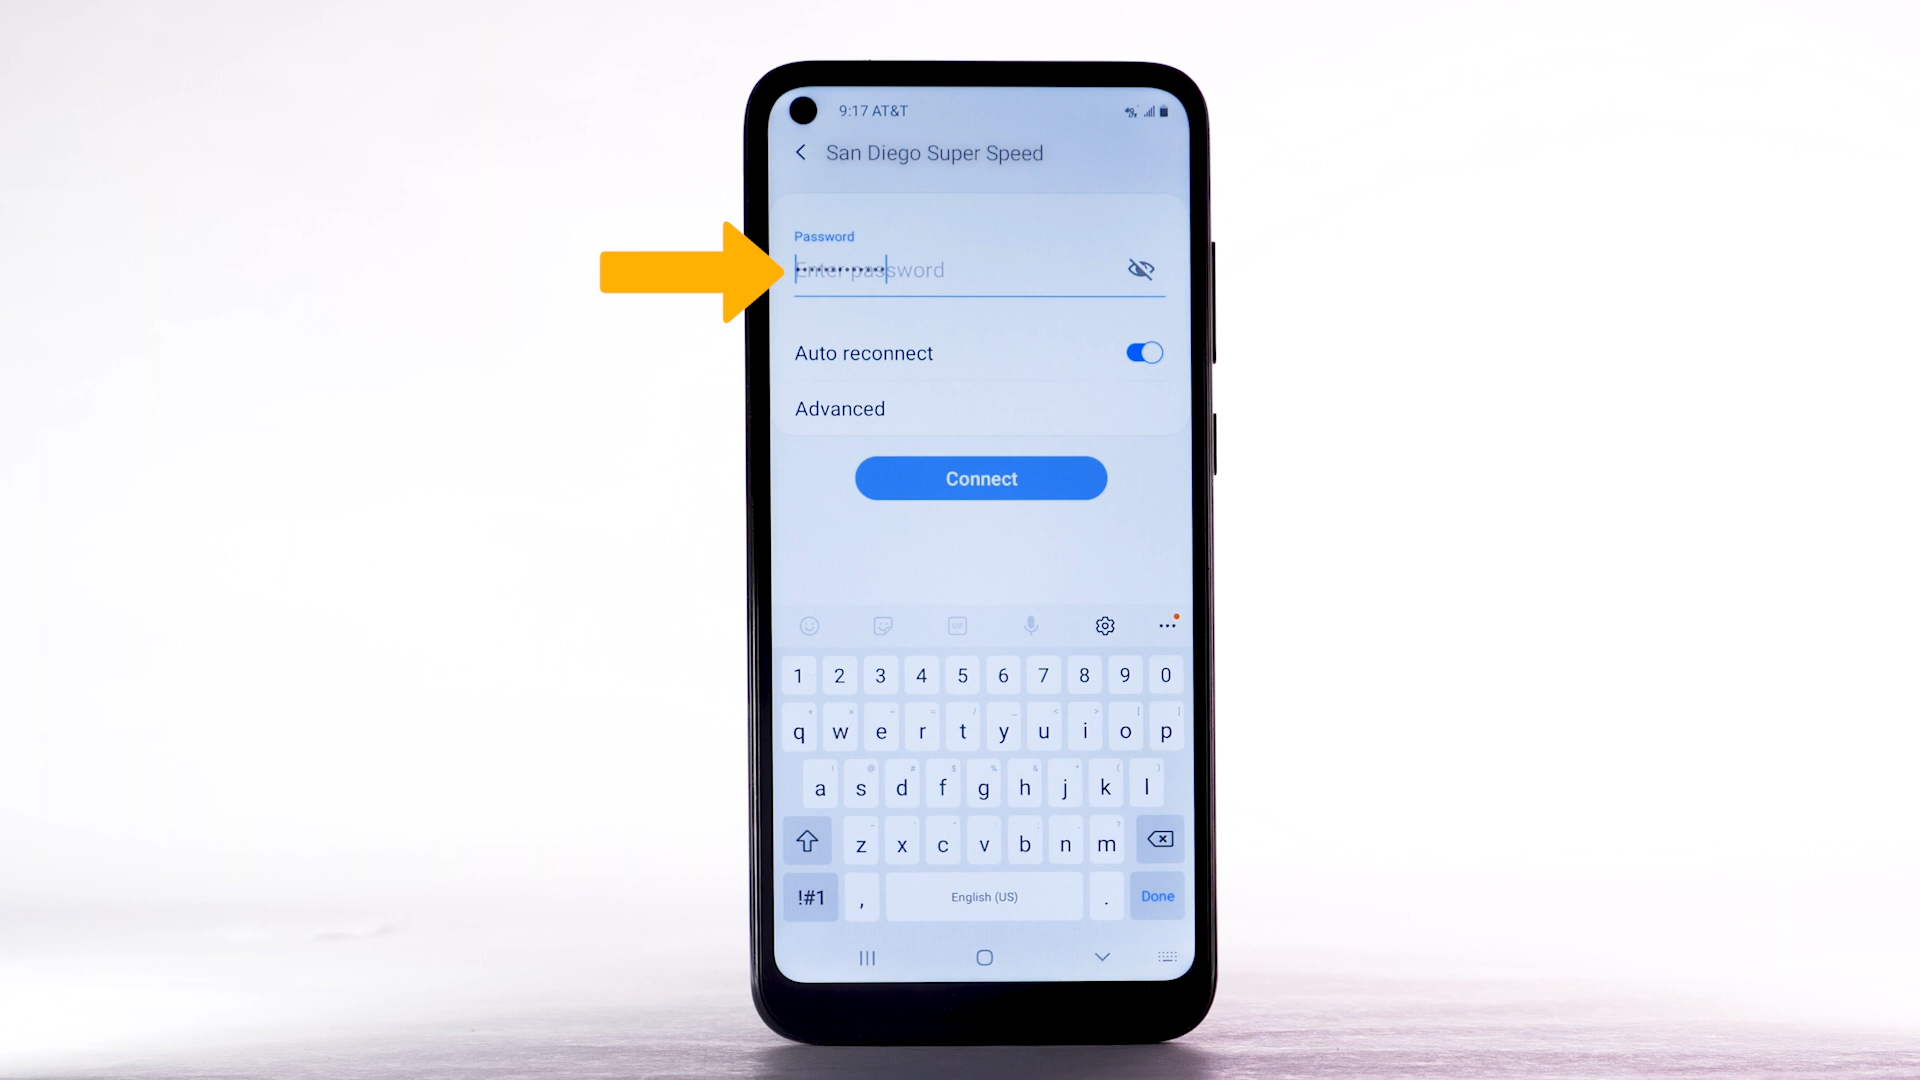 9:17 AT&T
San Diego Super Speed
Password
Enter password
Auto reconnect
Advanced
Connect
GIF
1 2 3 4 5 6 7 8 9 0
q w e r t y u i o p
a s d f g h j k l
z x c v b n m
!#1 , English (US) . Done